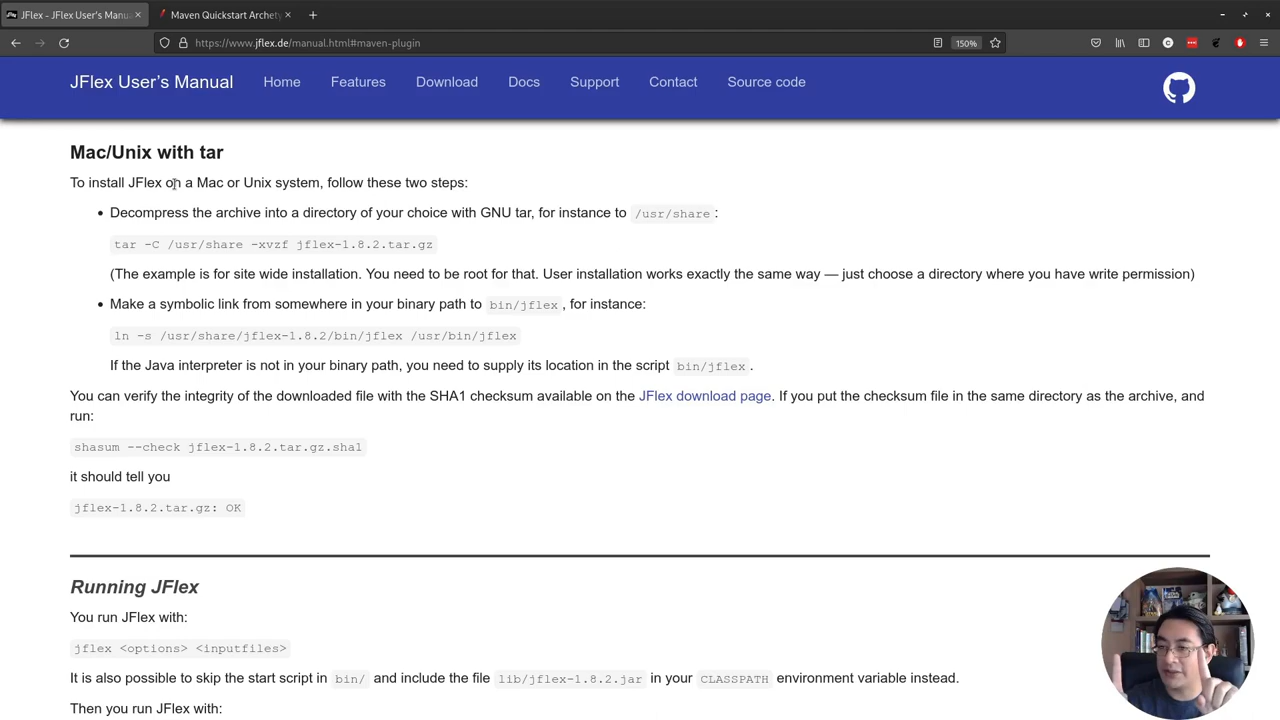 JFlex - JFlex User's Manua
Maven Quickstart Archety
https://www.jflex.de/manual.html#maven-plugin
150%
JFlex User's Manual
Home
Features
Download
Docs
Support
Contact
Source code
Mac/Unix with tar
To install JFlex on a Mac or Unix system, follow these two steps:
• Decompress the archive into a directory of your choice with GNU tar, for instance to /usr/share :
tar -C /usr/share -xvzf jflex-1.8.2.tar.gz
(The example is for site wide installation. You need to be root for that. User installation works exactly the same way — just choose a directory where you have write permission)
• Make a symbolic link from somewhere in your binary path to bin/jflex , for instance:
ln -s /usr/share/jflex-1.8.2/bin/jflex /usr/bin/jflex
If the Java interpreter is not in your binary path, you need to supply its location in the script bin/jflex .
You can verify the integrity of the downloaded file with the SHA1 checksum available on the JFlex download page. If you put the checksum file in the same directory as the archive, and
run:
shasum --check jflex-1.8.2.tar.gz.sha1
it should tell you
jflex-1.8.2.tar.gz: OK
Running JFlex
You run JFlex with:
jflex <options> <inputfiles>
It is also possible to skip the start script in bin/ and include the file lib/jflex-1.8.2.jar in your CLASSPATH environment variable instead.
Then you run JFlex with: